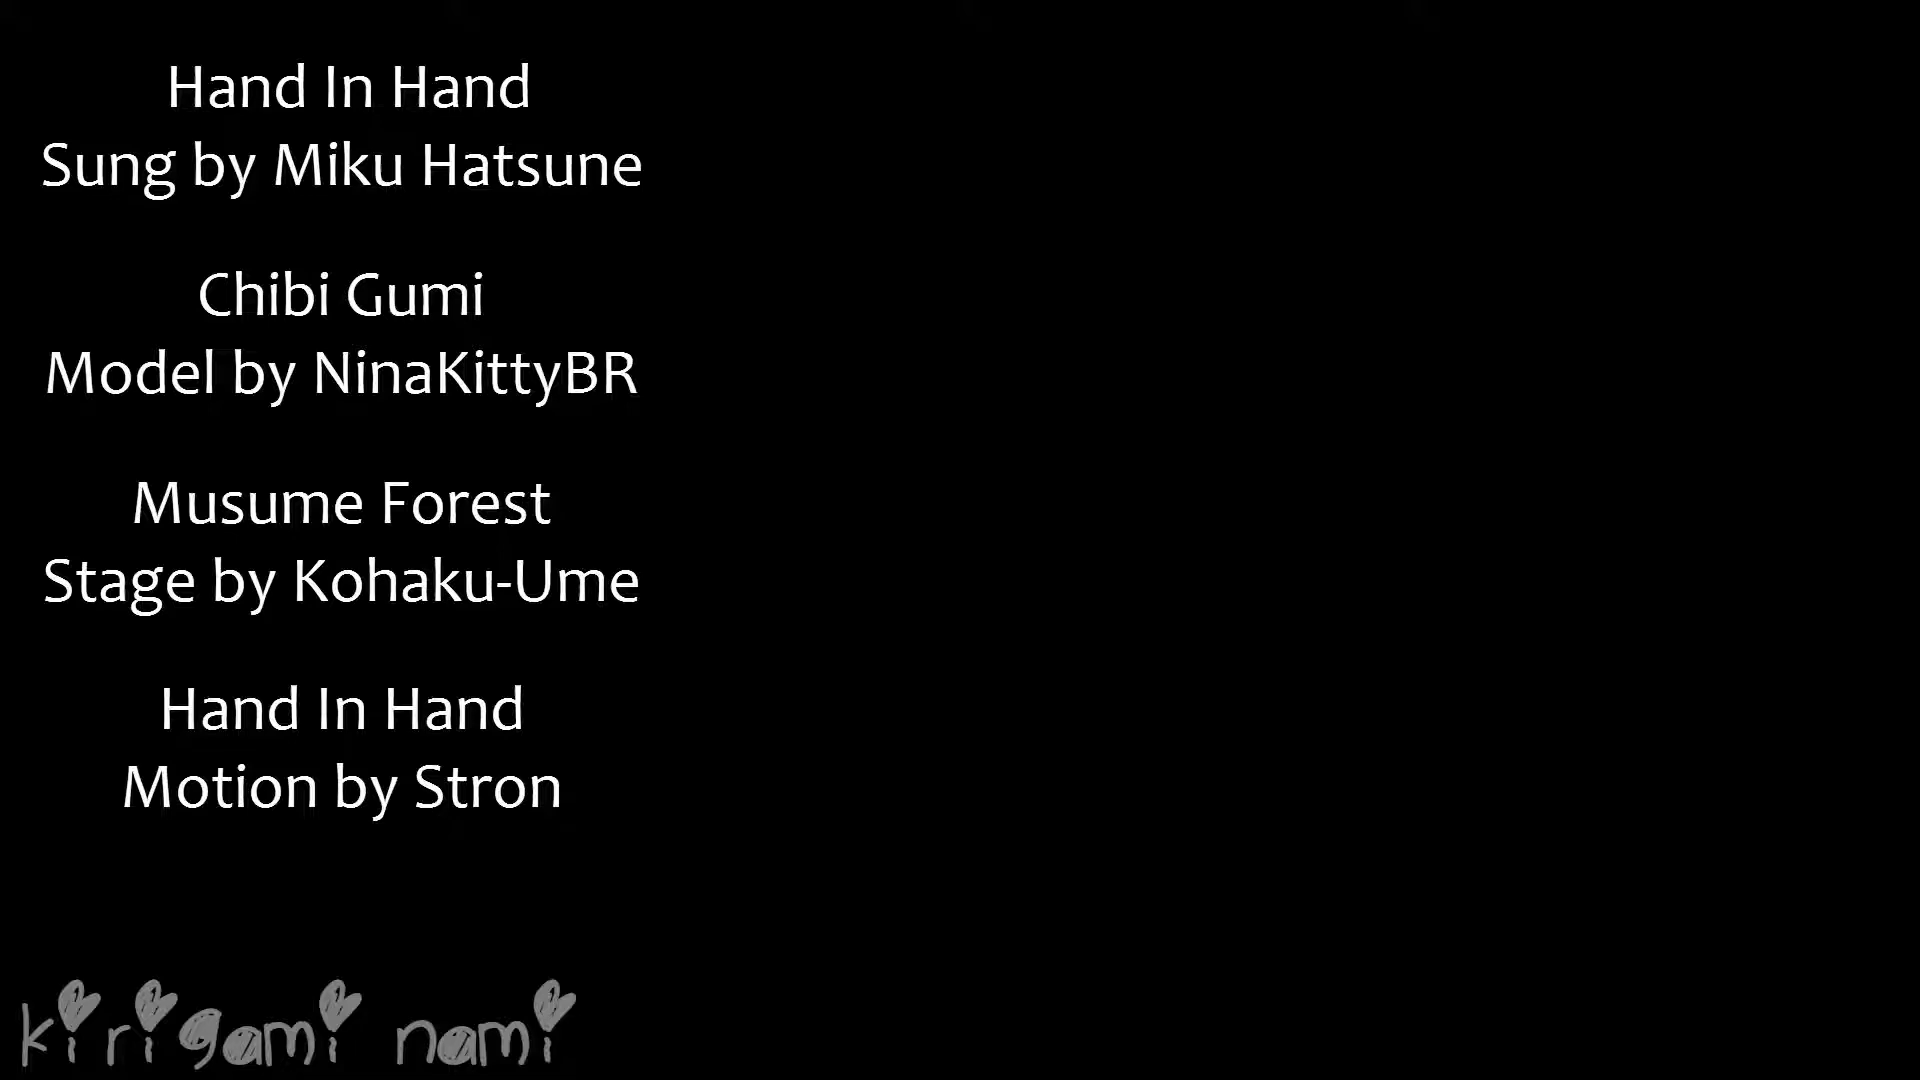 Hand In Hand
Sung by Miku Hatsune
Chibi Gumi
Model by NinaKittyBR
Musume Forest
Stage by Kohaku-Ume
Hand In Hand
Motion by Stron
kirigami nami